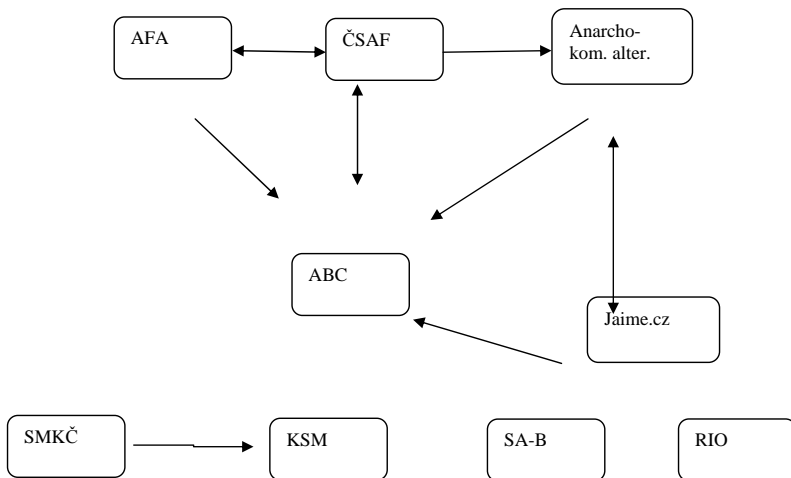 AFA
ČSAF
Anarcho-
kom. alter.
ABC
Jaime.cz
SMKČ
KSM
SA-B
RIO